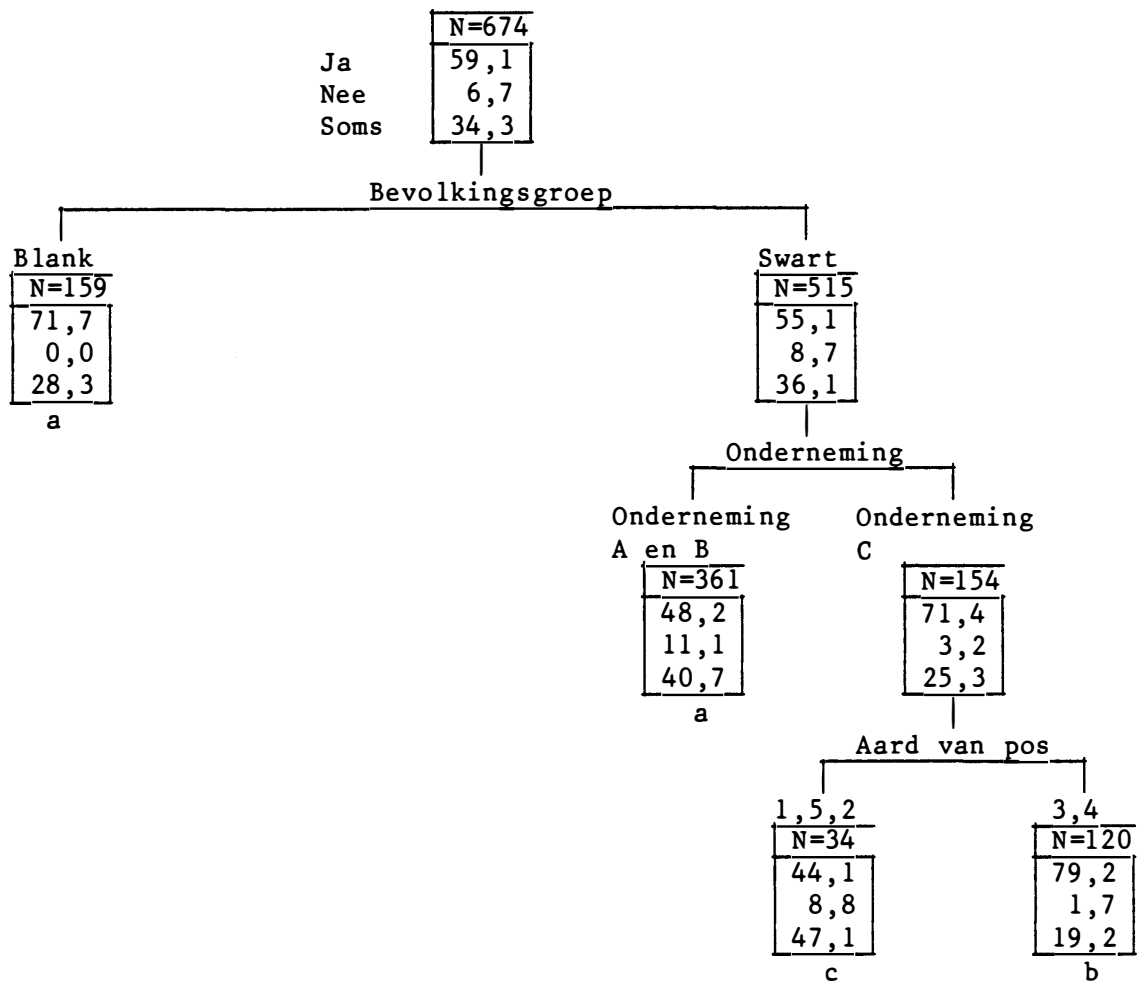 N=674
Ja 59,1
Nee 6,7
Soms 34,3
Bevolkingsgroep
Blank Swart
N=159 N=515
71,7 55,1
0,0 8,7
28,3 36,1
a
Onderneming
Onderneming Onderneming
A en B C
N=361 N=154
48,2 71,4
11,1 3,2
40,7 25,3
a
Aard van pos
1,5,2 3,4
N=34 N=120
44,1 79,2
8,8 1,7
47,1 19,2
c b